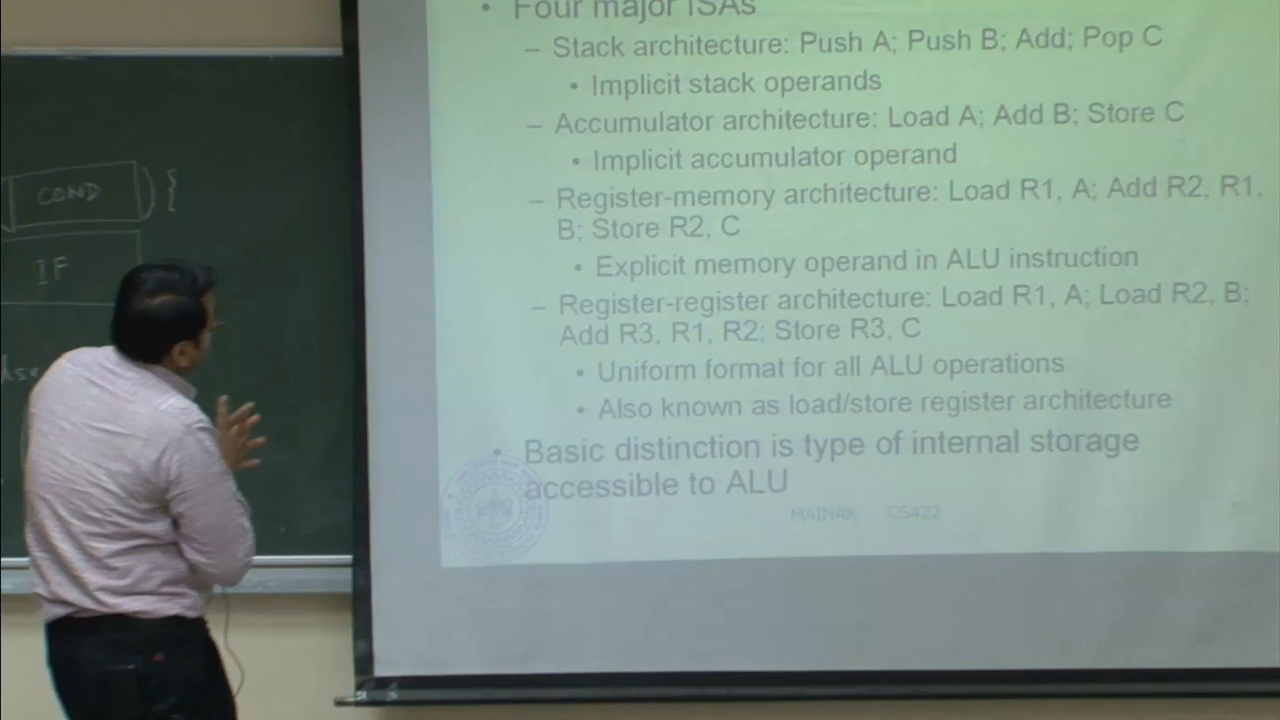 COND
}
IF
• Four major ISAs
– Stack architecture: Push A; Push B; Add; Pop C
• Implicit stack operands
– Accumulator architecture: Load A; Add B; Store C
• Implicit accumulator operand
– Register-memory architecture: Load R1, A; Add R2, R1,
B; Store R2, C
• Explicit memory operand in ALU instruction
– Register-register architecture: Load R1, A; Load R2, B;
Add R3, R1, R2; Store R3, C
• Uniform format for all ALU operations
• Also known as load/store register architecture
• Basic distinction is type of internal storage
accessible to ALU
MAINAK CS422